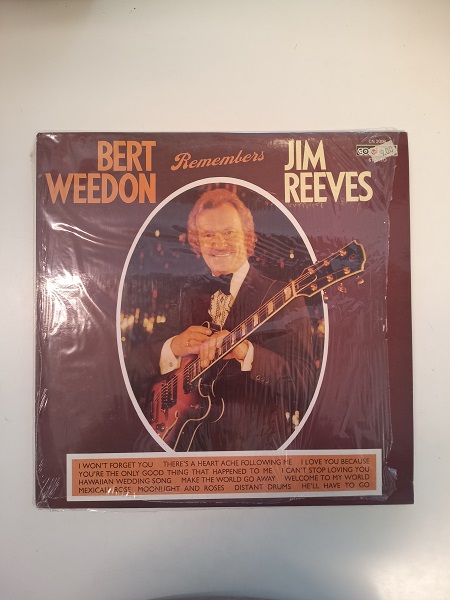 BERT
WEEDON
Remembers
JIM
REEVES
I WON'T FORGET YOU THERE'S A HEART ACHE FOLLOWING ME I LOVE YOU BECAUSE
YOU'RE THE ONLY GOOD THING THAT HAPPENED TO ME I CAN'T STOP LOVING YOU
HAWAIIAN WEDDING SONG MAKE THE WORLD GO AWAY WELCOME TO MY WORLD
MEXICALI ROSE MOONLIGHT AND ROSES DISTANT DRUMS HE'LL HAVE TO GO